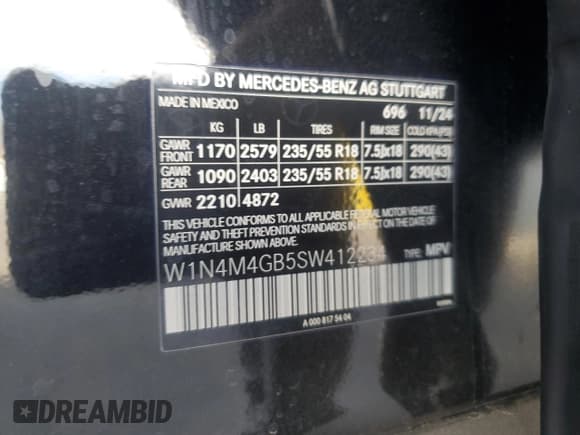 MFD BY MERCEDES-BENZ AG STUTTGART
MADE IN MEXICO 696 11/24
KG LB TIRES RIM SIZE COLD KPA (PSI)
GAWR FRONT 1170 2579 235/55 R18 7.5Jx18 290(43)
GAWR REAR 1090 2403 235/55 R18 7.5Jx18 290(43)
GVWR 2210 4872
THIS VEHICLE CONFORMS TO ALL APPLICABLE FEDERAL MOTOR VEHICLE
SAFETY AND THEFT PREVENTION STANDARDS IN EFFECT ON THE DATE OF
MANUFACTURE SHOWN ABOVE.
W1N4M4GB5SW412234 TYPE: MPV
A 000 817 54 04
DREAMBID